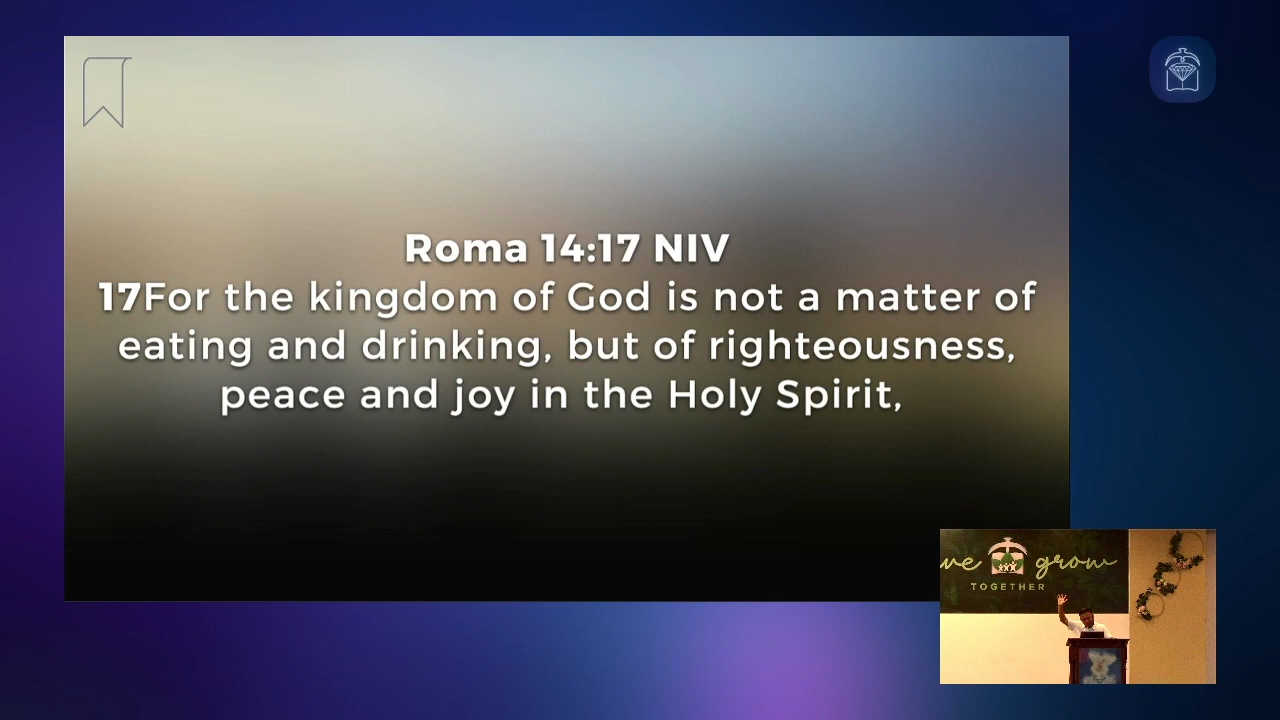 Roma 14:17 NIV
17For the kingdom of God is not a matter of
eating and drinking, but of righteousness,
peace and joy in the Holy Spirit,
grow
TOGETHER